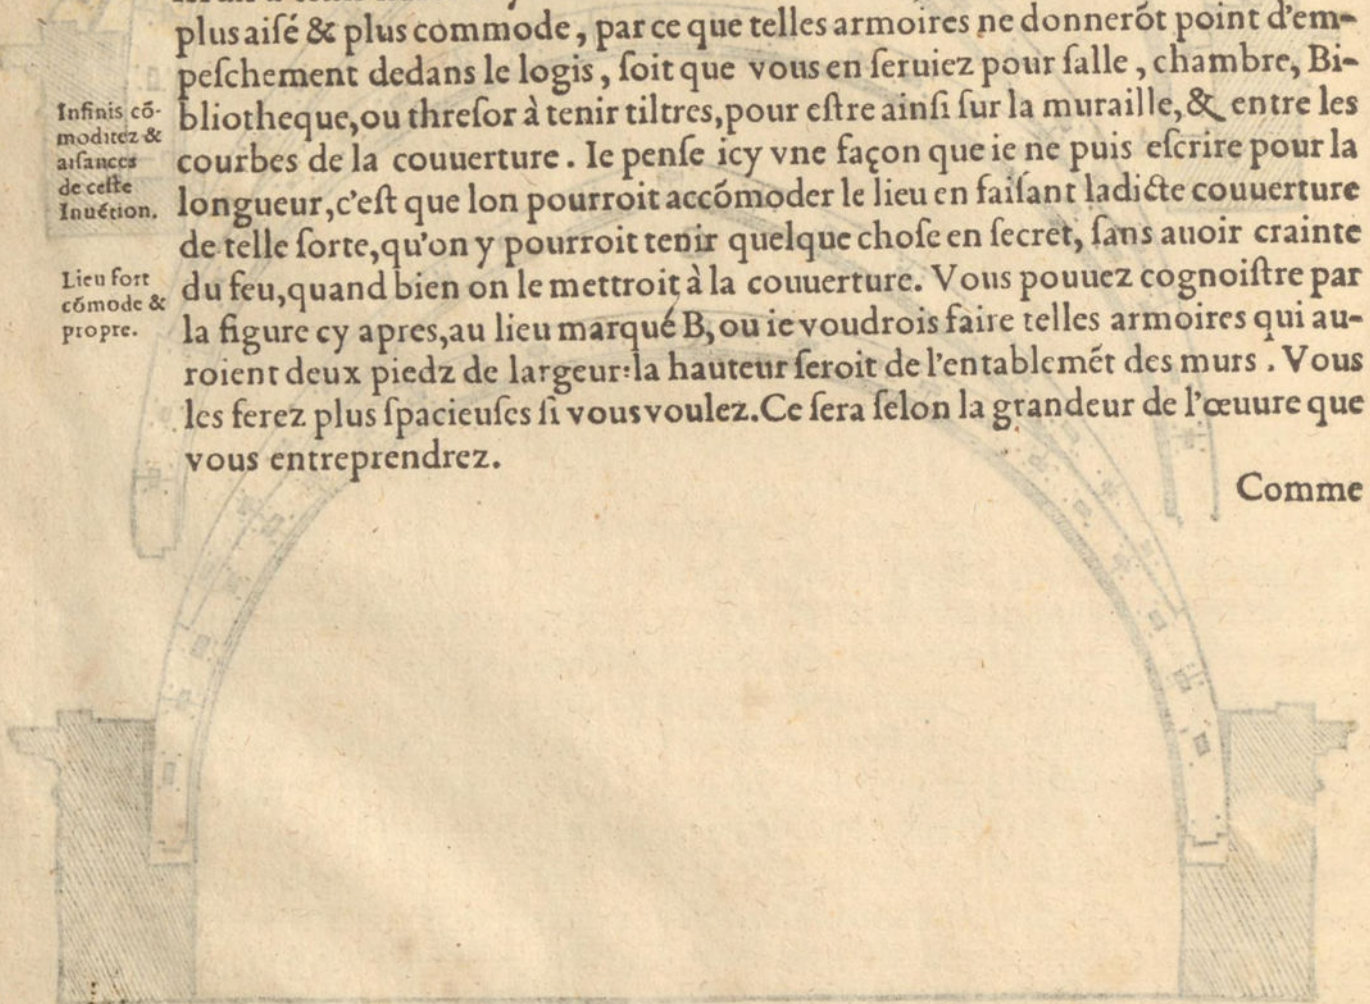 plus aiſé & plus commode, par ce que telles armoires ne donnerõt point d'em-
peſchement dedans le logis, ſoit que vous en ſeruiez pour ſalle, chambre, Bi-
bliotheque, ou threſor à tenir tiltres, pour eſtre ainſi ſur la muraille, & entre les
courbes de la couuerture. Ie penſe icy vne façon que ie ne puis eſcrire pour la
longueur, c'eſt que lon pourroit accõmoder le lieu en faiſant ladicte couuerture
de telle ſorte, qu'on y pourroit tenir quelque choſe en ſecret, ſans auoir crainte
du feu, quand bien on le mettroit à la couuerture. Vous pouuez cognoiſtre par
la figure cy apres, au lieu marqué B, ou ie voudrois faire telles armoires qui au-
roient deux piedz de largeur: la hauteur ſeroit de l'entablemẽt des murs. Vous
les ferez plus ſpacieuſes ſi vous voulez. Ce ſera ſelon la grandeur de l'œuure que
vous entreprendrez.
Comme
Infinis cõ-
moditez &
aiſances
de ceſte
Inuẽtion.
Lieu fort
cõmode &
propre.